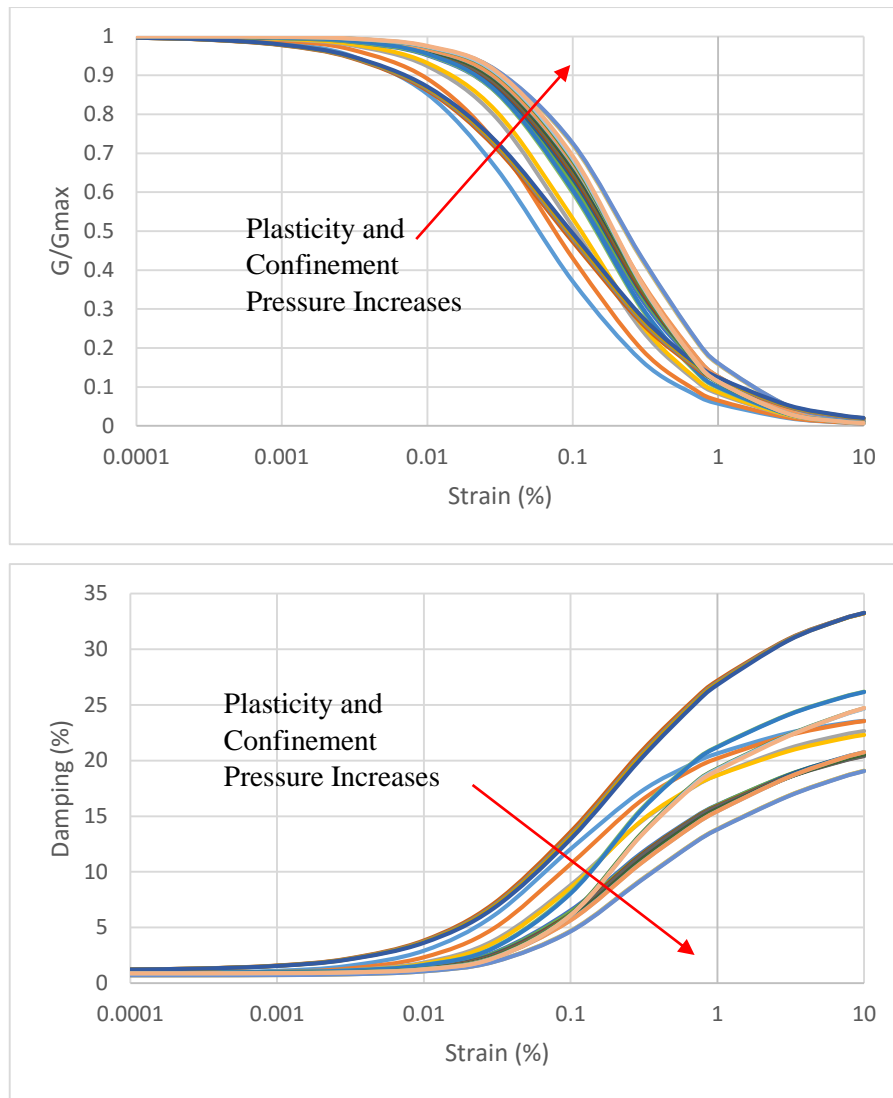 1
0.9
0.8
0.7
0.6
0.5
0.4
0.3
0.2
0.1
0
G/Gmax
Plasticity and
Confinement
Pressure Increases
0.0001 0.001 0.01 0.1 1 10
Strain (%)
35
30
25
20
15
10
5
0
Damping (%)
Plasticity and
Confinement
Pressure Increases
0.0001 0.001 0.01 0.1 1 10
Strain (%)